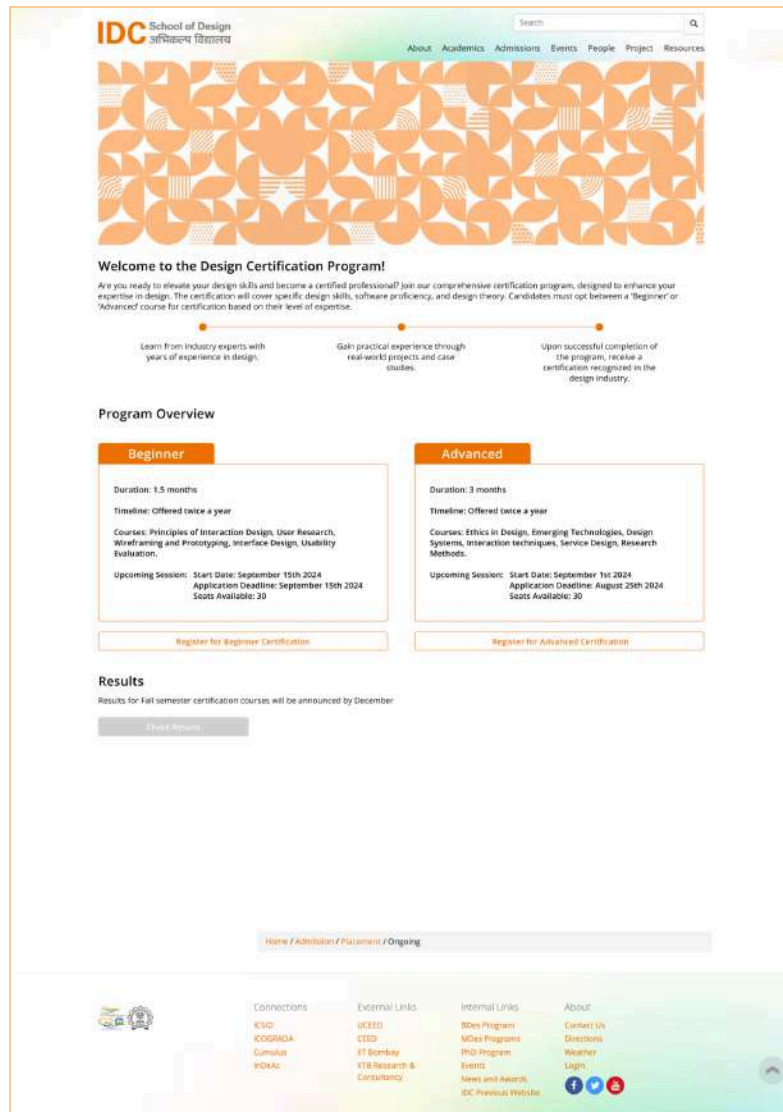 IDC School of Design
अभिकल्प विद्यालय
Search
About Academics Admissions Events People Project Resources
Welcome to the Design Certification Program!
Are you ready to elevate your design skills and become a certified professional? Join our comprehensive certification program, designed to enhance your
expertise in design. The certification will cover specific design skills, software proficiency, and design theory. Candidates must opt between a 'Beginner' or
'Advanced' course for certification based on their level of expertise.
Learn from industry experts with
years of experience in design.
Gain practical experience through
real-world projects and case
studies.
Upon successful completion of
the program, receive a
certification recognized in the
design industry.
Program Overview
Beginner
Duration: 1.5 months
Timeline: Offered twice a year
Courses: Principles of Interaction Design, User Research,
Wireframing and Prototyping, Interface Design, Usability
Evaluation.
Upcoming Session: Start Date: September 15th 2024
Application Deadline: September 15th 2024
Seats Available: 30
Register for Beginner Certification
Advanced
Duration: 3 months
Timeline: Offered twice a year
Courses: Ethics in Design, Emerging Technologies, Design
Systems, Interaction techniques, Service Design, Research
Methods.
Upcoming Session: Start Date: September 1st 2024
Application Deadline: August 25th 2024
Seats Available: 30
Register for Advanced Certification
Results
Results for Fall semester certification courses will be announced by December
Check Results
Home / Admission / Placement / Ongoing
Connections
ICSID
ICOGRADA
Cumulus
InDeAc
External Links
UCEED
CEED
IIT Bombay
IITB Research &
Consultancy
Internal Links
BDes Program
MDes Programs
PhD Program
Events
News and Awards
IDC Previous Website
About
Contact Us
Directions
Weather
Login